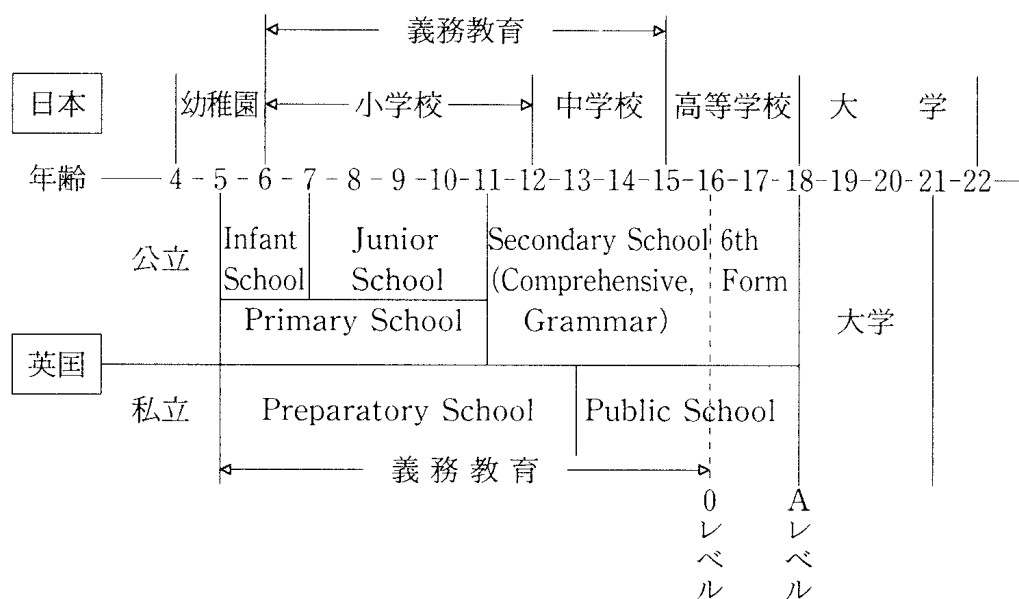 義務教育
日本 幼稚園 小学校 中学校 高等学校 大学
年齢 4-5-6-7-8-9-10-11-12-13-14-15-16-17-18-19-20-21-22
公立 Infant School Junior School Secondary School (Comprehensive, Grammar) 6th Form
Primary School 大学
英国
私立 Preparatory School Public School
義務教育
0レベル Aレベル